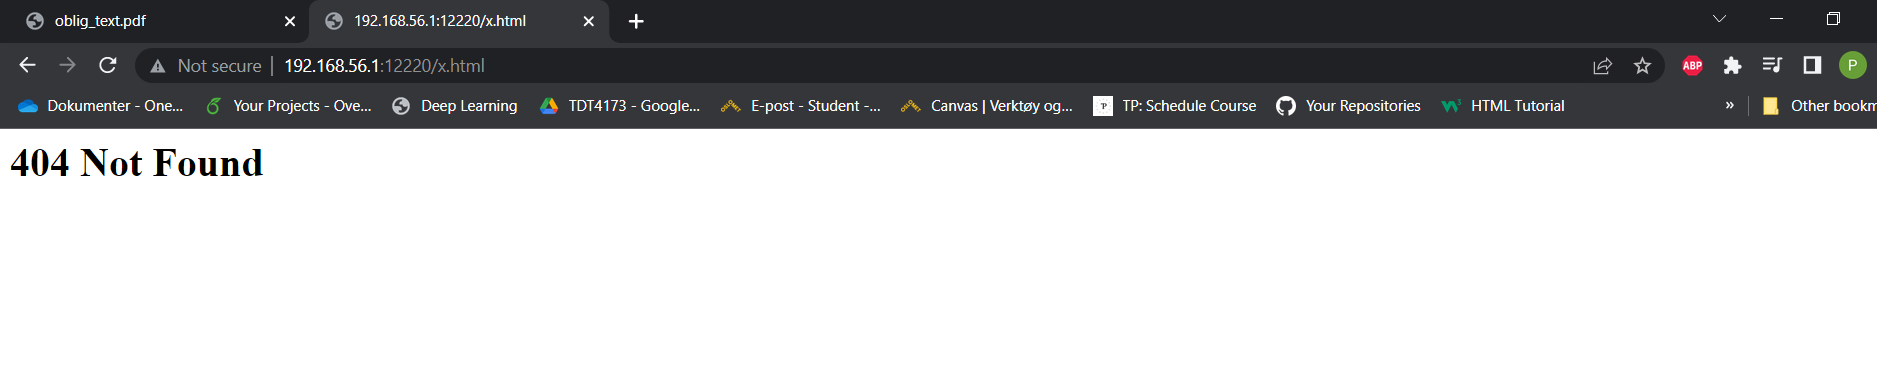 oblig_text.pdf 192.168.56.1:12220/x.html
Not secure 192.168.56.1:12220/x.html ABP P
Dokumenter - One... Your Projects - Ove... Deep Learning TDT4173 - Google... E-post - Student -... Canvas | Verktøy og... TP: Schedule Course Your Repositories HTML Tutorial » Other bookm
404 Not Found